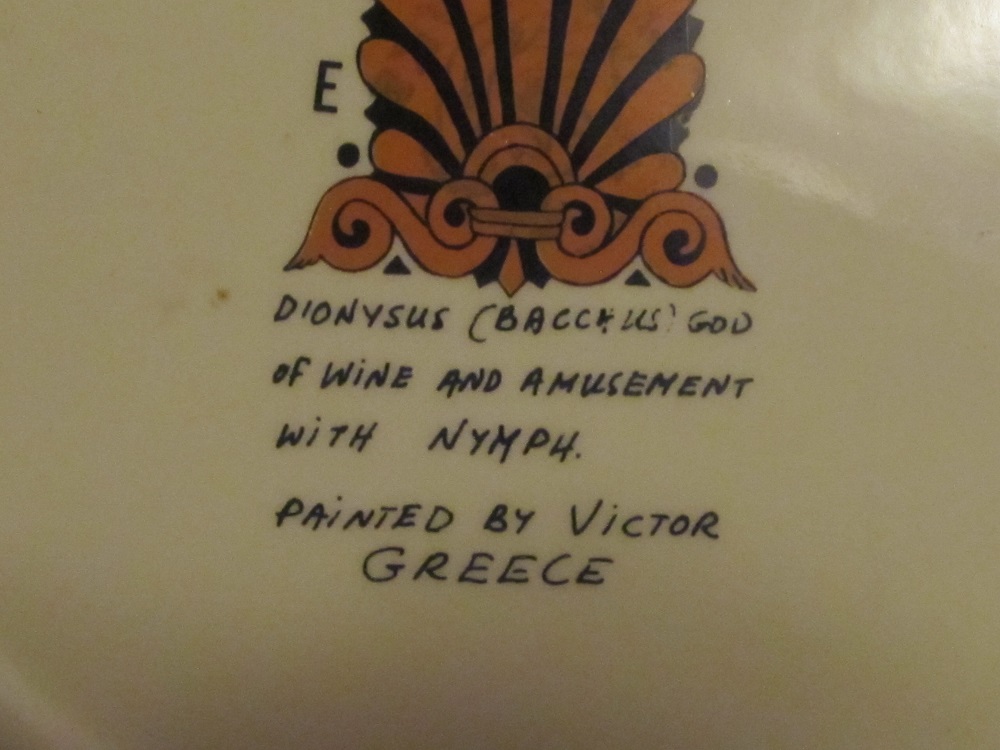 E
DIONYSUS (BACCHUS) GOD
OF WINE AND AMUSEMENT
WITH NYMPH.
PAINTED BY VICTOR
GREECE